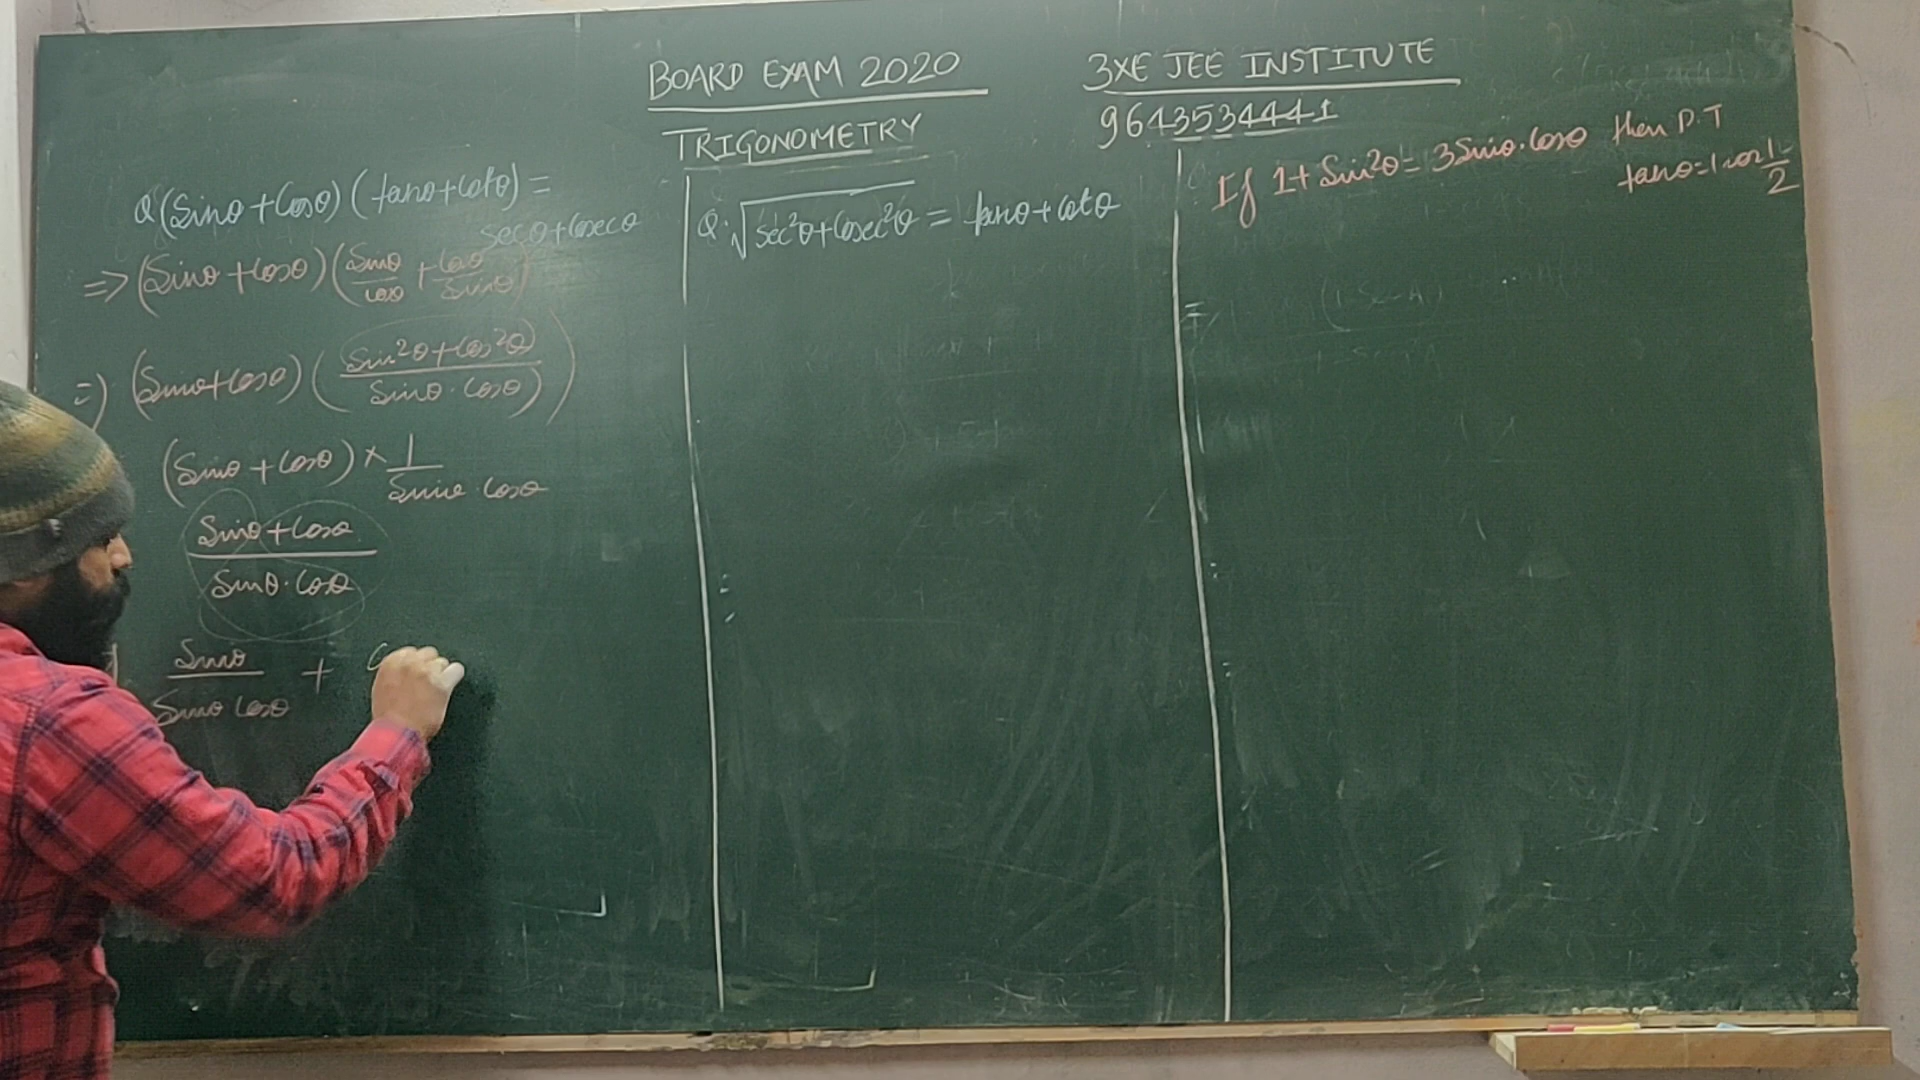 BOARD EXAM 2020
3XE JEE INSTITUTE
TRIGONOMETRY
9643534441
Q (Sinθ + Cosθ) (tanθ + Cotθ) =
Secθ + Cosecθ
=> (Sinθ + Cosθ) (Sinθ/Cosθ + Cosθ/Sinθ)
=) (Sinθ + Cosθ) ((Sin²θ + Cos²θ)/(Sinθ · Cosθ))
(Sinθ + Cosθ) × 1/(Sinθ · Cosθ)
(Sinθ + Cosθ)/(Sinθ · Cosθ)
Sinθ/(Sinθ Cosθ) + C
Q. √(Sec²θ + Cosec²θ) = tanθ + Cotθ
If 1 + Sin²θ = 3 Sinθ · Cosθ then P.T
tanθ = 1 or 1/2